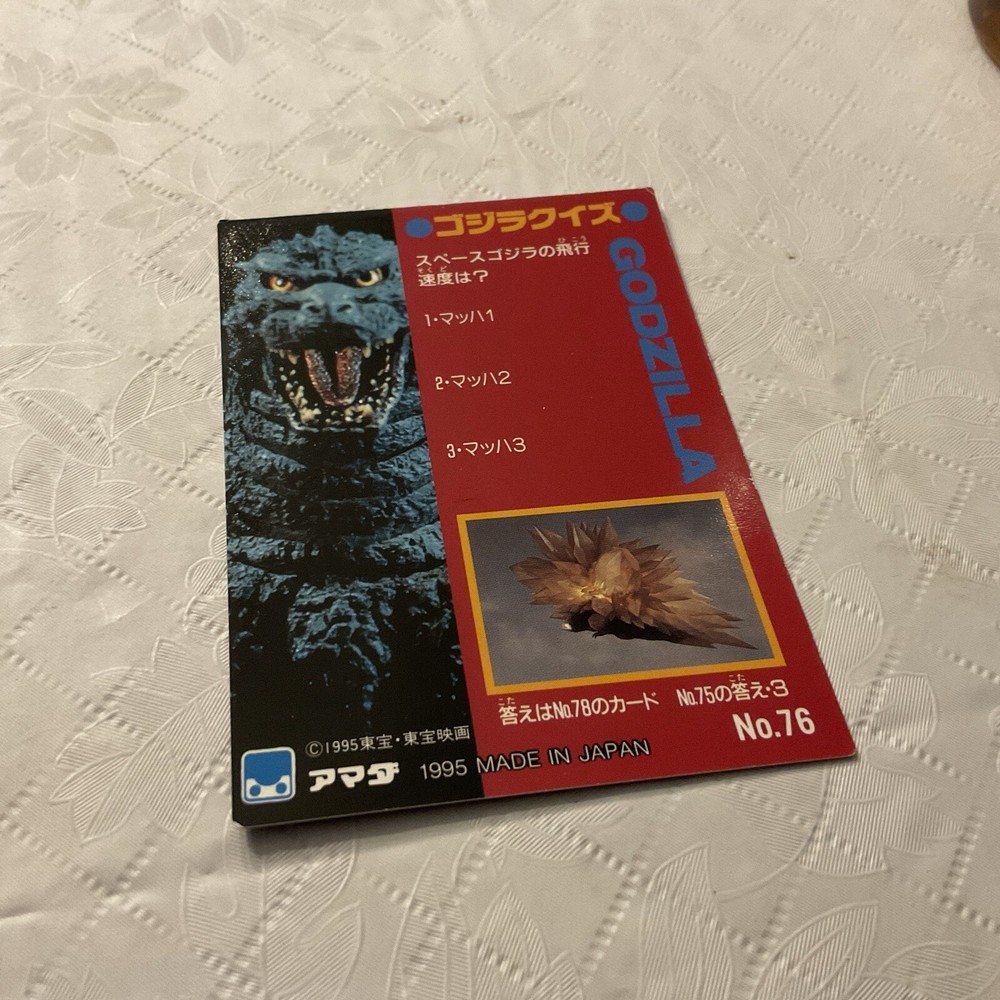 ゴジラクイズ
GODZILLA
スペースゴジラの飛行
速度は?
1・マッハ1
2・マッハ2
3・マッハ3
答えはNo.78のカード No.75の答え・3
No.76
©1995東宝・東宝映画
アマダ 1995 MADE IN JAPAN